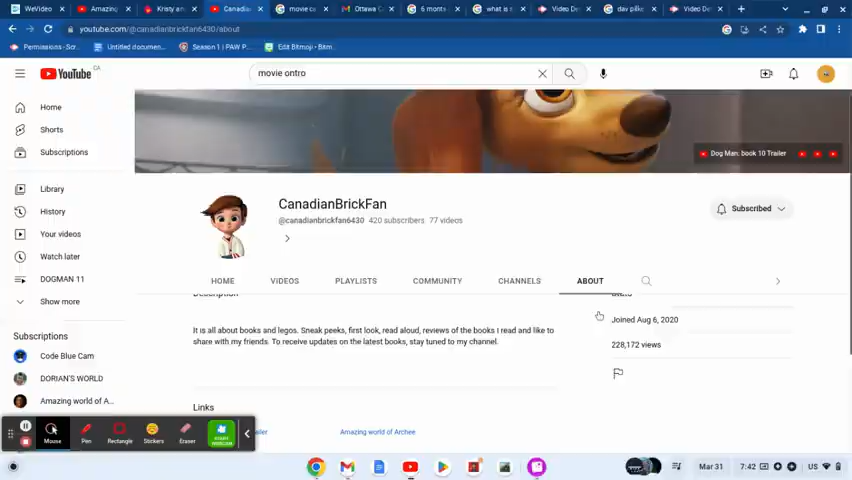 WeVideo
Amazing
Kristy an
Canadia
movie co
Ottawa C
6 month
what is s
Video De
dav pilke
Video De
youtube.com/@canadianbrickfan6430/about
Permissions - Scr...
Untitled documen...
Season 1 | PAW P...
Edit Bitmoji - Bitm...
YouTube CA
movie ontro
Home
Shorts
Subscriptions
Library
History
Your videos
Watch later
DOGMAN 11
Show more
Subscriptions
Code Blue Cam
DORIAN'S WORLD
Amazing world of A...
Dog Man: book 10 Trailer
CanadianBrickFan
@canadianbrickfan6430 420 subscribers 77 videos
Subscribed
HOME
VIDEOS
PLAYLISTS
COMMUNITY
CHANNELS
ABOUT
Description
It is all about books and legos. Sneak peeks, first look, read aloud, reviews of the books I read and like to
share with my friends. To receive updates on the latest books, stay tuned to my channel.
Joined Aug 6, 2020
228,172 views
Links
Amazing world of Archee
Mouse
Pen
Rectangle
Stickers
Eraser
Mar 31
7:42
US